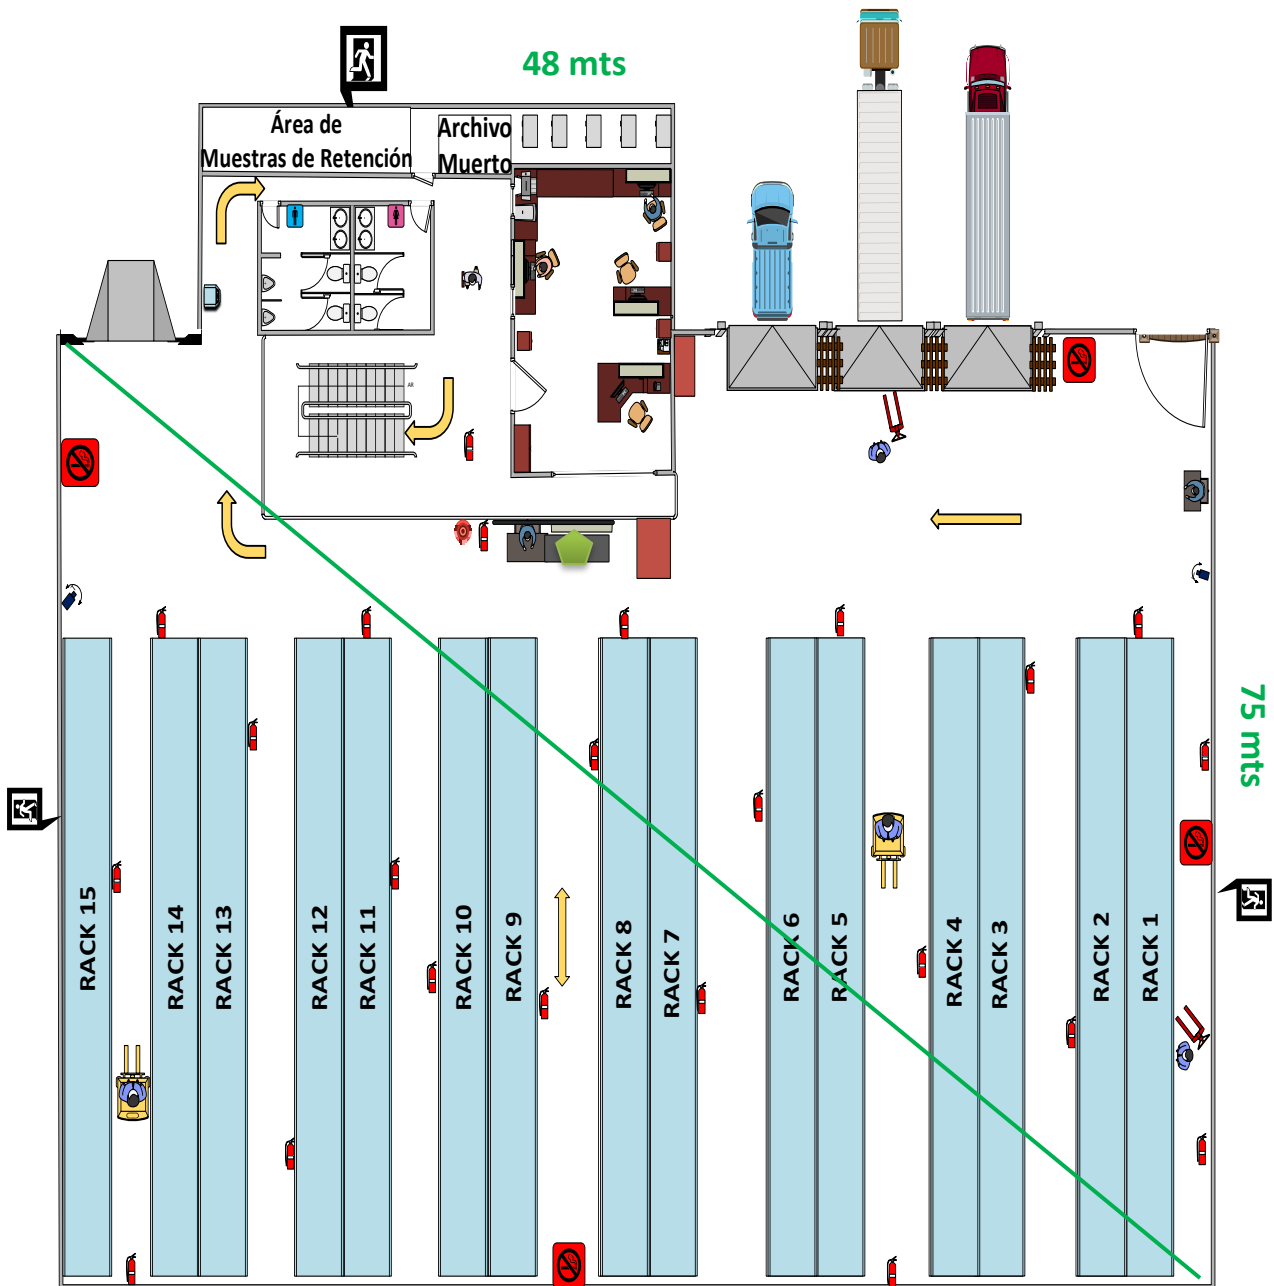 48 mts
Área de
Muestras de Retención
Archivo
Muerto
AR
75 mts
RACK 15
RACK 14
RACK 13
RACK 12
RACK 11
RACK 10
RACK 9
RACK 8
RACK 7
RACK 6
RACK 5
RACK 4
RACK 3
RACK 2
RACK 1